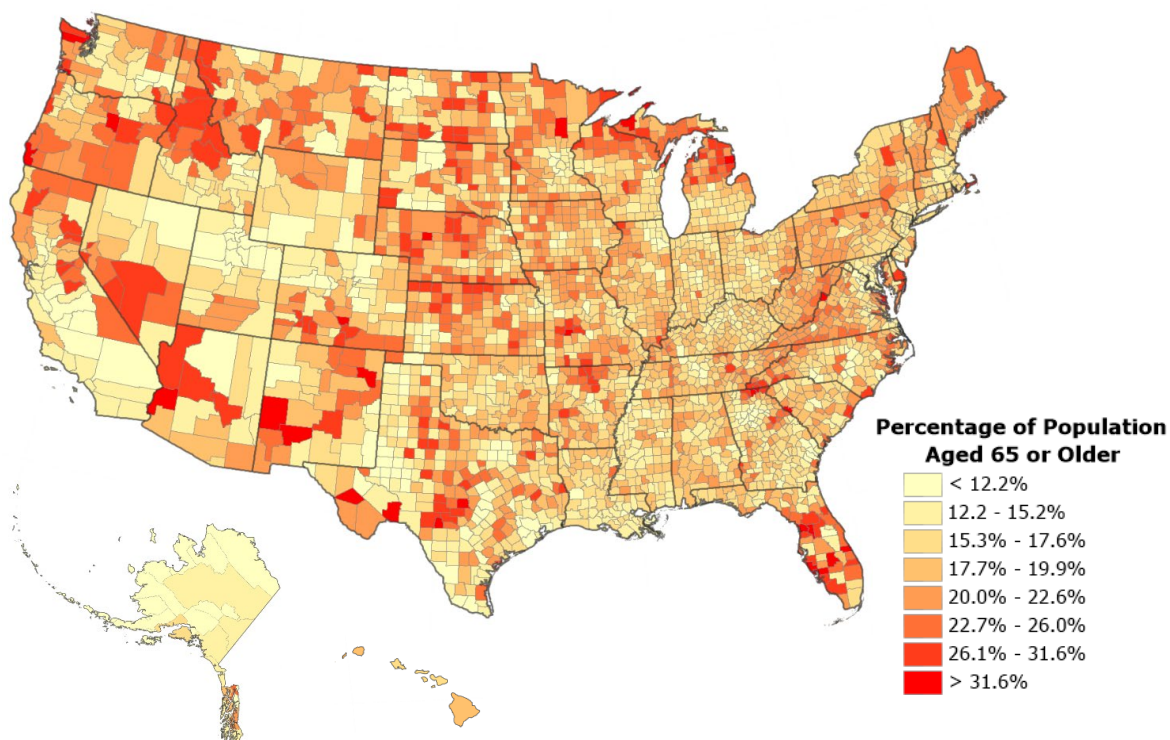 Percentage of Population
Aged 65 or Older
< 12.2%
12.2 - 15.2%
15.3% - 17.6%
17.7% - 19.9%
20.0% - 22.6%
22.7% - 26.0%
26.1% - 31.6%
> 31.6%